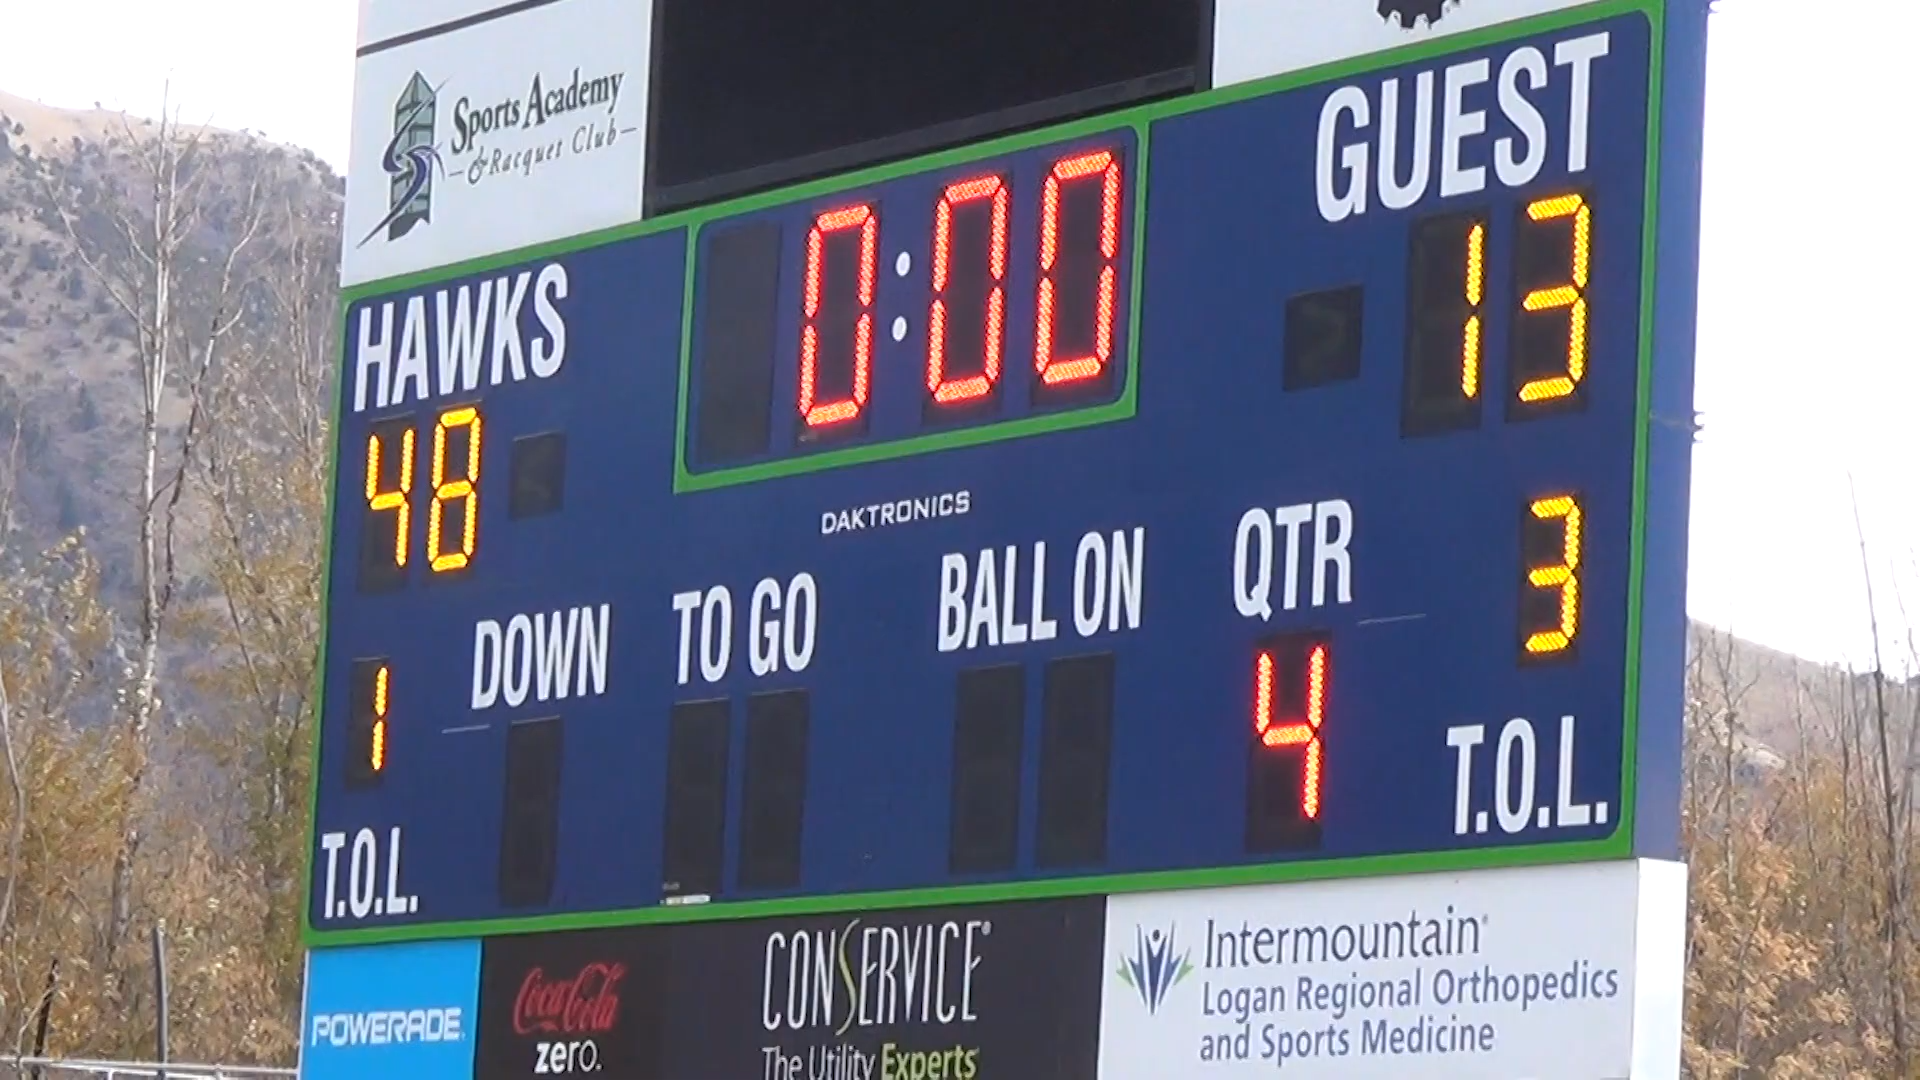 Sports Academy
& Racquet Club
GUEST
0:00
13
HAWKS
48
DAKTRONICS
DOWN
TO GO
BALL ON
QTR
3
1
4
T.O.L.
T.O.L.
POWERADE
Coca-Cola
zero.
CONSERVICE®
The Utility Experts
Intermountain®
Logan Regional Orthopedics
and Sports Medicine